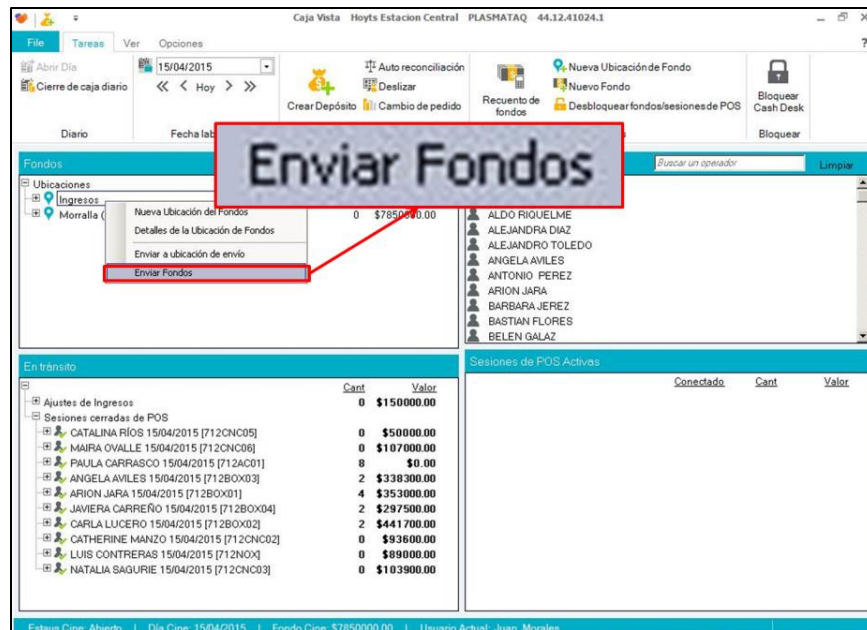 Caja Vista Hoyts Estacion Central PLASMATAQ 44.12.41024.1
File Tareas Ver Opciones ?
Abrir Día
Cierre de caja diario
Diario
15/04/2015
Hoy
Fecha lab
Crear Depósito
Auto reconciliación
Deslizar
Cambio de pedido
Recuento de fondos
Nueva Ubicación de Fondo
Nuevo Fondo
Desbloquear fondos/sesiones de POS
Bloquear Cash Desk
Bloquear
Enviar Fondos
Fondos
Buscar un operador Limpiar
Ubicaciones
Ingresos
Morralla ( 0 $7850000.00
Nueva Ubicación del Fondos
Detalles de la Ubicación de Fondos
Enviar a ubicación de envío
Enviar Fondos
ALDO RIQUELME
ALEJANDRA DIAZ
ALEJANDRO TOLEDO
ANGELA AVILES
ANTONIO PEREZ
ARION JARA
BARBARA JEREZ
BASTIAN FLORES
BELEN GALAZ
En tránsito
Cant Valor
Ajustes de Ingresos 0 $150000.00
Sesiones cerradas de POS
CATALINA RÍOS 15/04/2015 [712CNC05] 0 $50000.00
MAIRA OVALLE 15/04/2015 [712CNC06] 0 $107000.00
PAULA CARRASCO 15/04/2015 [712AC01] 8 $0.00
ANGELA AVILES 15/04/2015 [712BOX03] 2 $338300.00
ARION JARA 15/04/2015 [712BOX01] 4 $353000.00
JAVIERA CARREÑO 15/04/2015 [712BOX04] 2 $297500.00
CARLA LUCERO 15/04/2015 [712BOX02] 2 $441700.00
CATHERINE MANZO 15/04/2015 [712CNC02] 0 $93600.00
LUIS CONTRERAS 15/04/2015 [712NOX] 0 $89000.00
NATALIA SAGURIE 15/04/2015 [712CNC03] 0 $103900.00
Sesiones de POS Activas
Conectado Cant Valor
Estaus Cine: Abierto | Día Cine: 15/04/2015 | Fondo Cine: $7850000.00 | Usuario Actual: Juan Morales